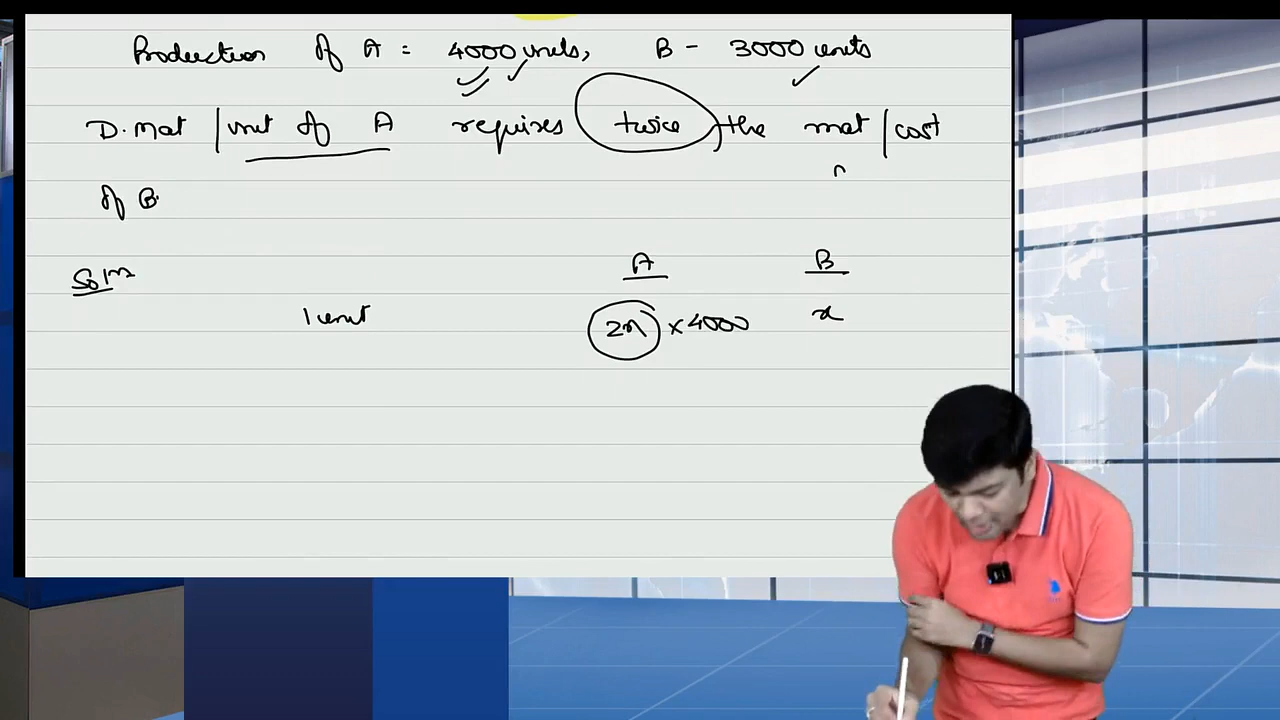 Production of A = 4000 units, B - 3000 units
D. Mat / unit of A requires twice the mat / cost
of B.
Soln
A B
1 unit 2x × 4000 x